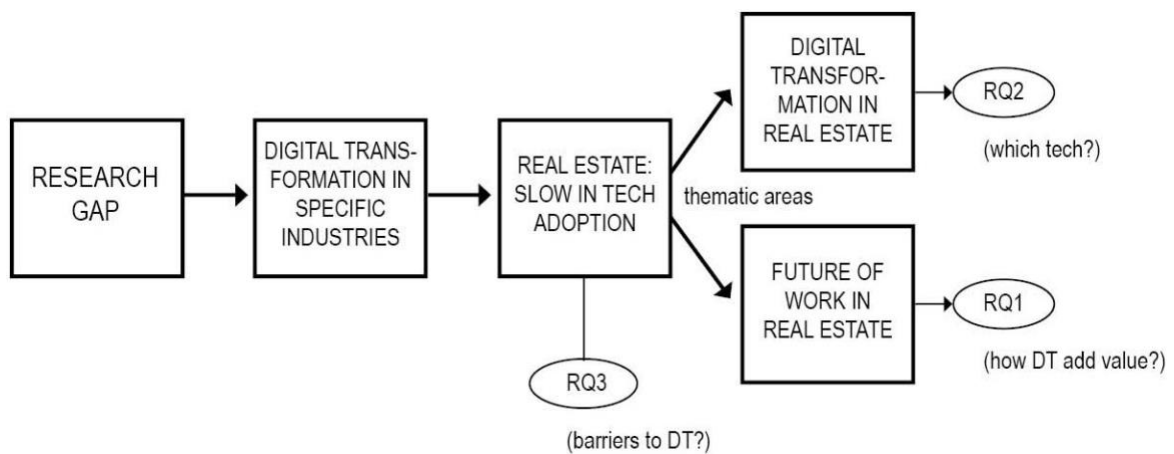 RESEARCH
GAP
DIGITAL TRANS-
FORMATION IN
SPECIFIC
INDUSTRIES
REAL ESTATE:
SLOW IN TECH
ADOPTION
RQ3
(barriers to DT?)
thematic areas
DIGITAL
TRANSFOR-
MATION IN
REAL ESTATE
RQ2
(which tech?)
FUTURE OF
WORK IN
REAL ESTATE
RQ1
(how DT add value?)